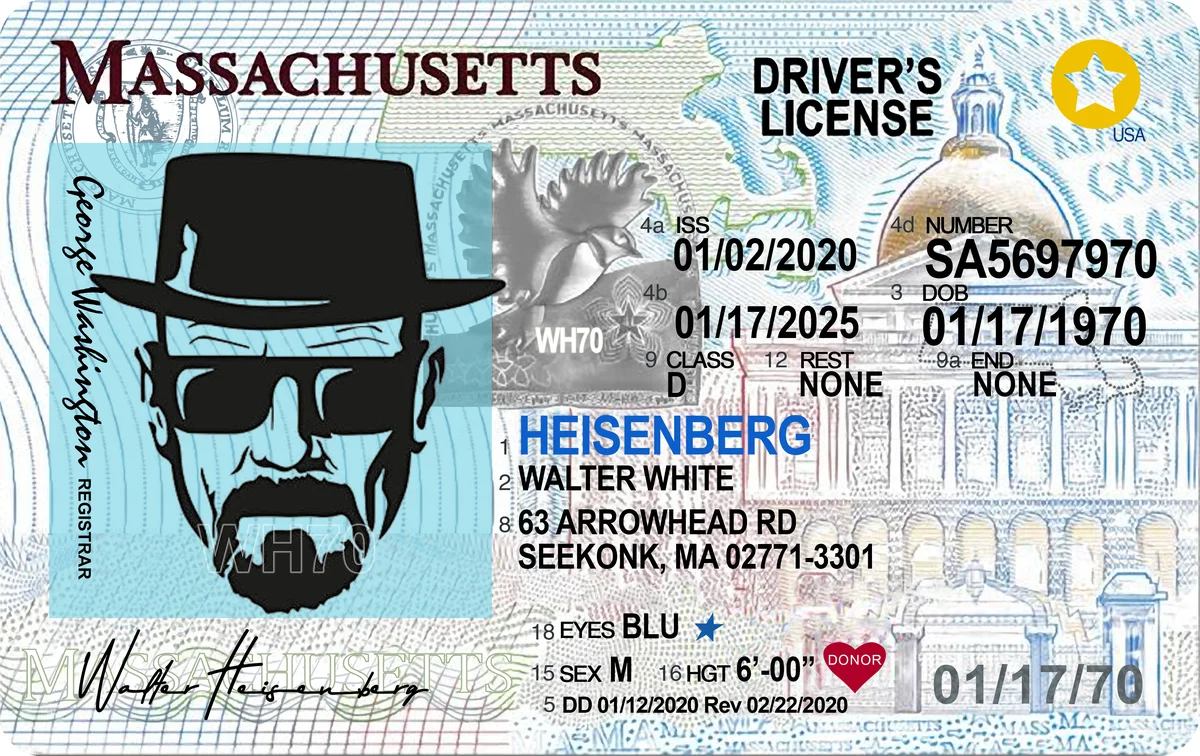 MASSACHUSETTS
DRIVER'S
LICENSE
USA
George Washington REGISTRAR
4a ISS
01/02/2020
4d NUMBER
SA5697970
4b
01/17/2025
3 DOB
01/17/1970
WH70
9 CLASS
D
12 REST
NONE
9a END
NONE
1 HEISENBERG
2 WALTER WHITE
8 63 ARROWHEAD RD
SEEKONK, MA 02771-3301
WH70
18 EYES BLU
15 SEX M 16 HGT 6'-00"
DONOR
5 DD 01/12/2020 Rev 02/22/2020
01/17/70
MASSACHUSETTS
Walter Heisenberg